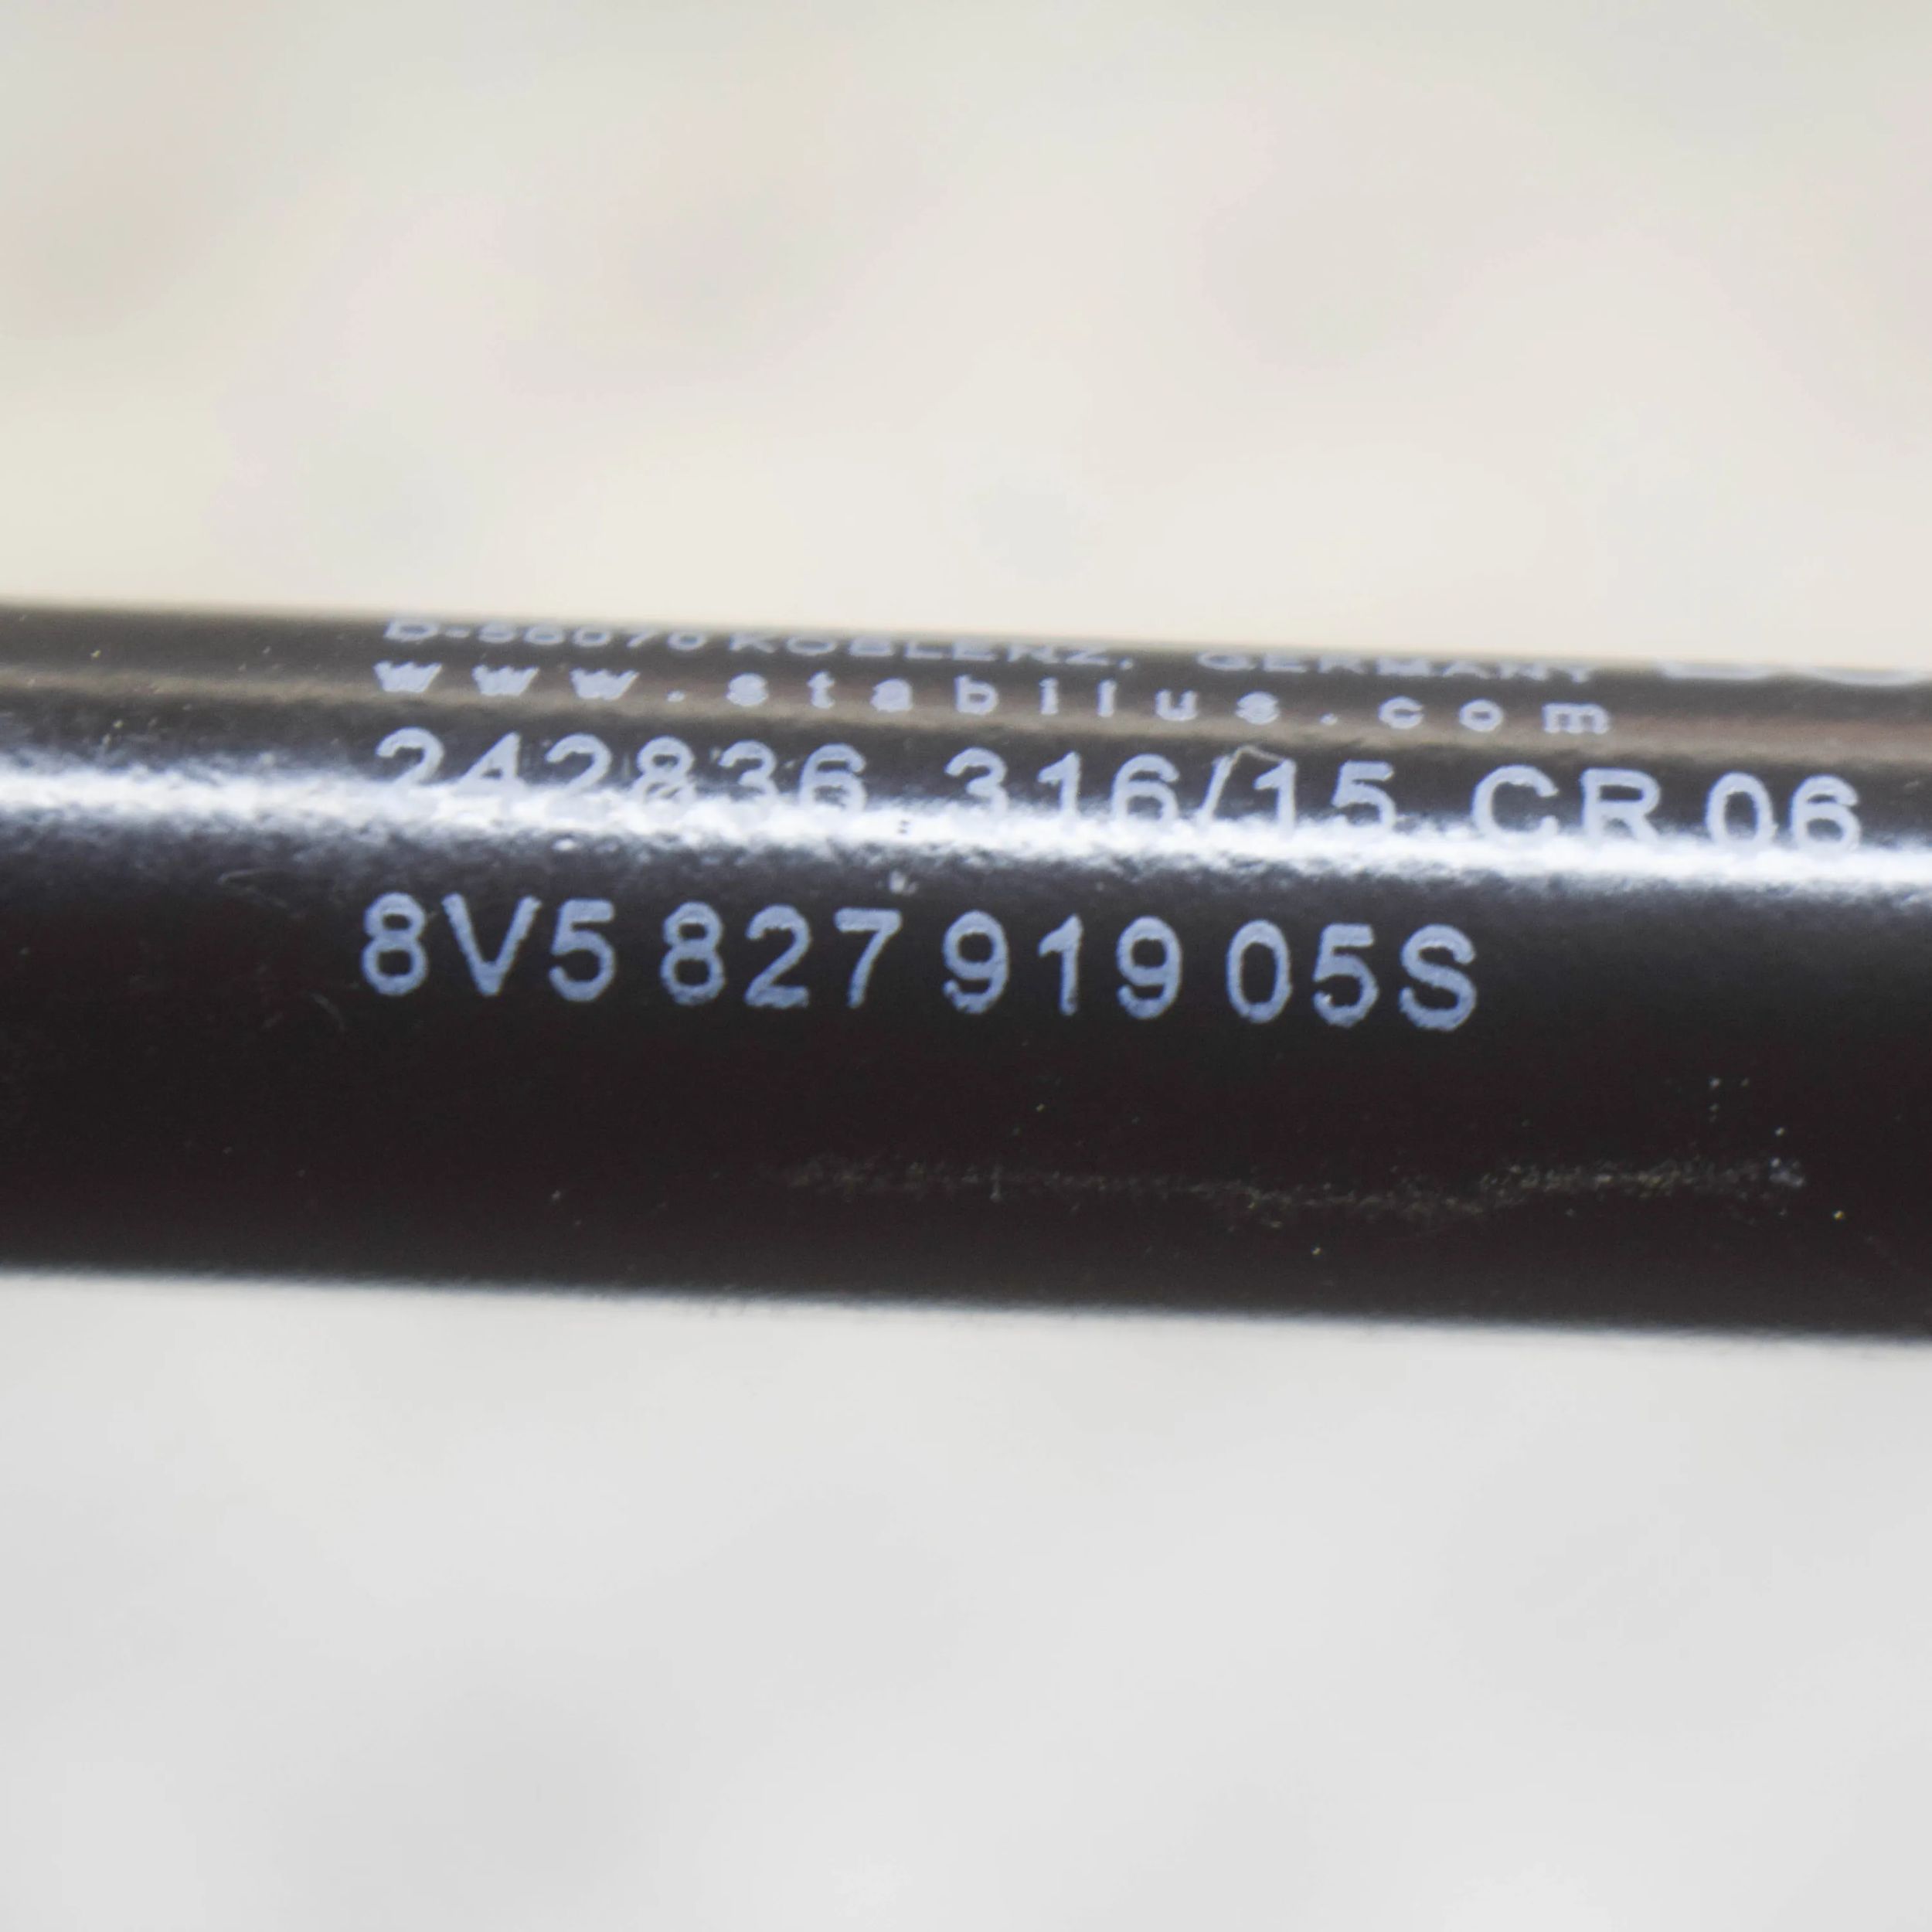 D-56070 KOBLENZ, GERMANY
www.stabilus.com
242836 316/15 CR 06
8V5 827 919 05S